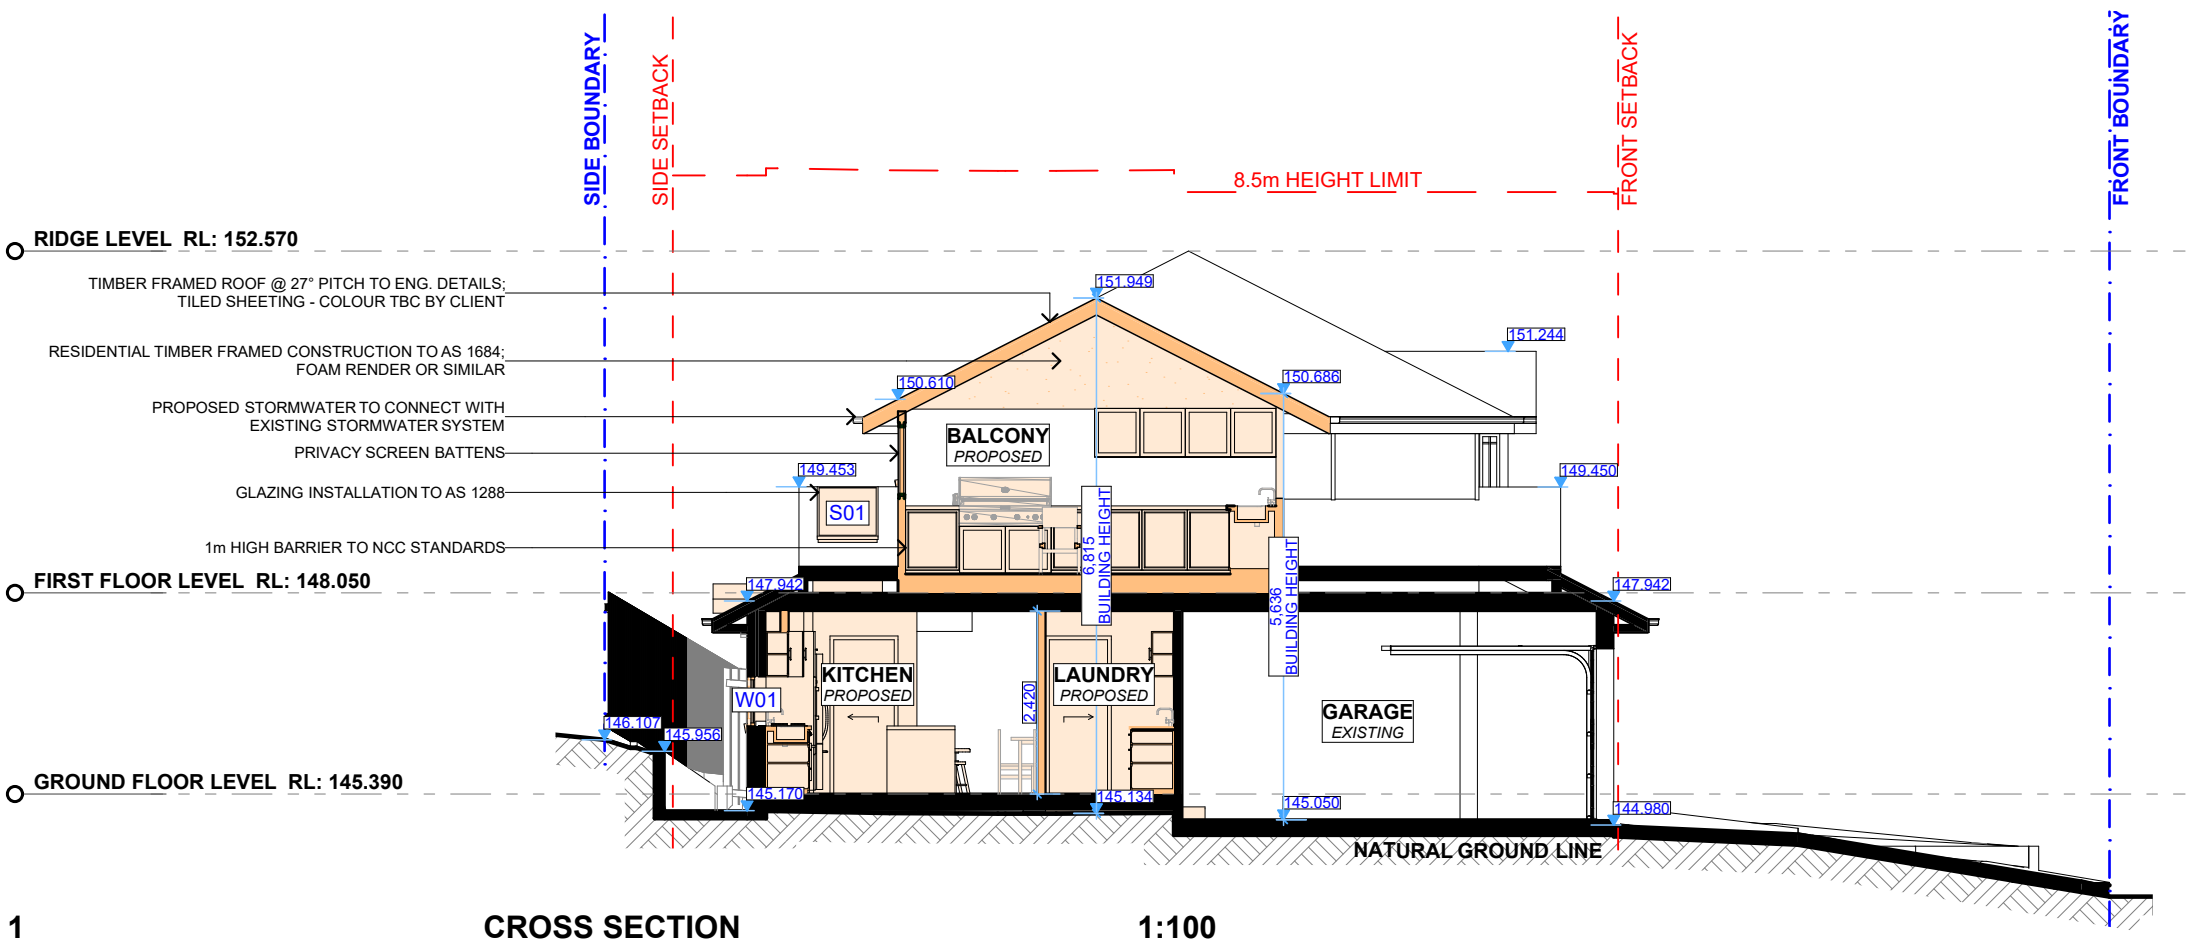 SIDE BOUNDARY
SIDE SETBACK
FRONT SETBACK
FRONT BOUNDARY
8.5m HEIGHT LIMIT
RIDGE LEVEL RL: 152.570
TIMBER FRAMED ROOF @ 27° PITCH TO ENG. DETAILS;
TILED SHEETING - COLOUR TBC BY CLIENT
151.949
151.244
RESIDENTIAL TIMBER FRAMED CONSTRUCTION TO AS 1684;
FOAM RENDER OR SIMILAR
150.610
150.686
PROPOSED STORMWATER TO CONNECT WITH
EXISTING STORMWATER SYSTEM
BALCONY
PROPOSED
PRIVACY SCREEN BATTENS
149.453
149.450
GLAZING INSTALLATION TO AS 1288
S01
1m HIGH BARRIER TO NCC STANDARDS
6,815
BUILDING HEIGHT
5,636
BUILDING HEIGHT
FIRST FLOOR LEVEL RL: 148.050
147.942
147.942
KITCHEN
PROPOSED
LAUNDRY
PROPOSED
W01
2,420
GARAGE
EXISTING
146.107
145.956
GROUND FLOOR LEVEL RL: 145.390
145.170
145.134
145.050
144.980
NATURAL GROUND LINE
1
CROSS SECTION
1:100